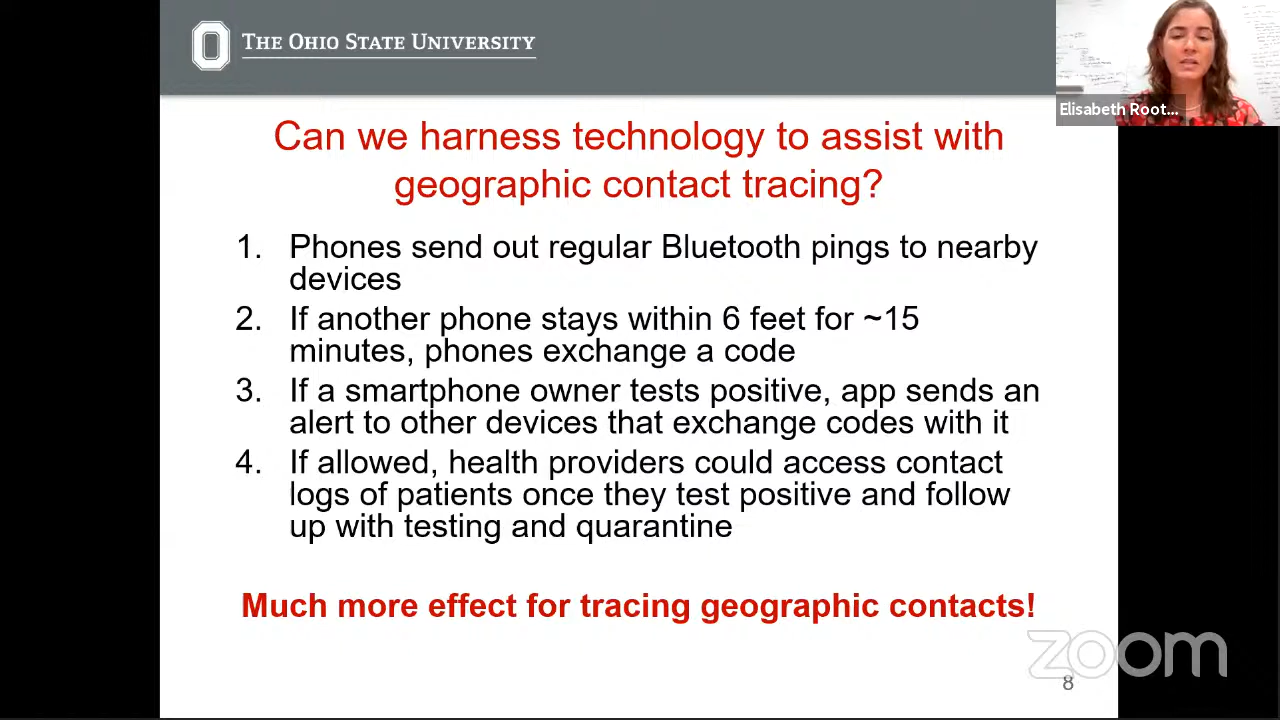 THE OHIO STATE UNIVERSITY
Elisabeth Root...
Can we harness technology to assist with
geographic contact tracing?
1. Phones send out regular Bluetooth pings to nearby
devices
2. If another phone stays within 6 feet for ~15
minutes, phones exchange a code
3. If a smartphone owner tests positive, app sends an
alert to other devices that exchange codes with it
4. If allowed, health providers could access contact
logs of patients once they test positive and follow
up with testing and quarantine
Much more effect for tracing geographic contacts!
zoom
8